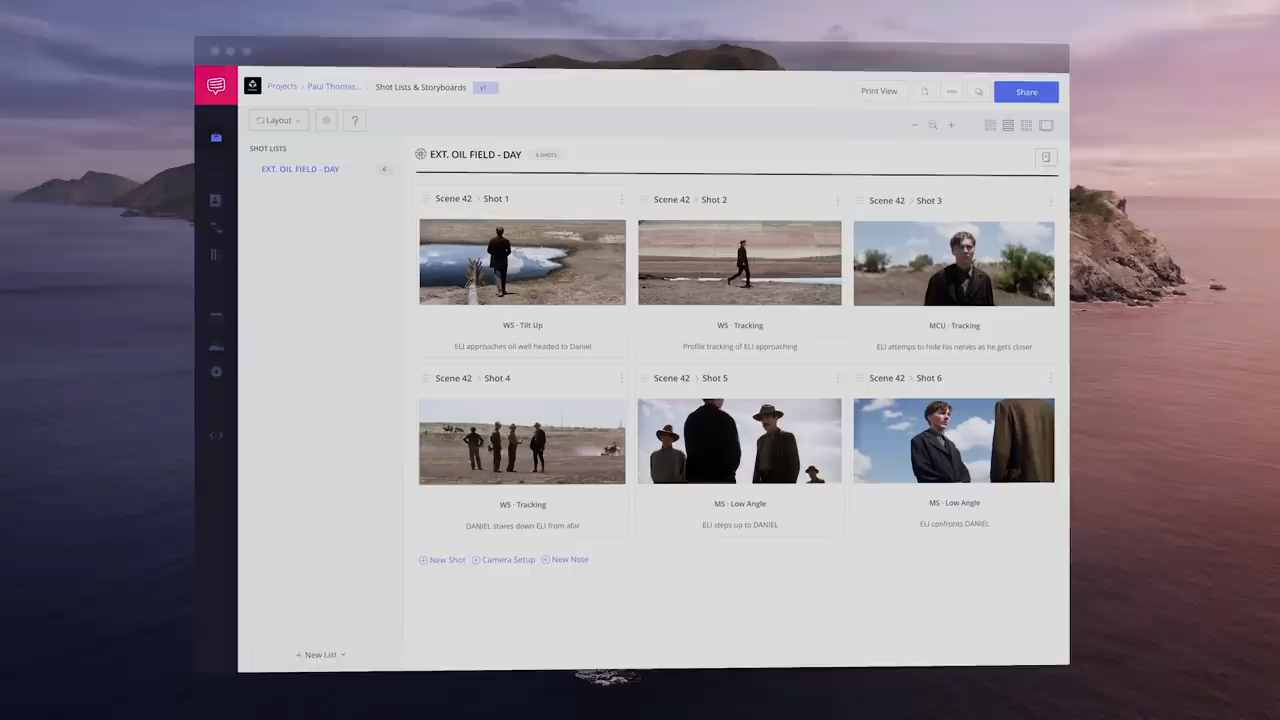 Projects > Paul Thomas... > Shot Lists & Storyboards v1
Print View
Share
Layout
?
SHOT LISTS
EXT. OIL FIELD - DAY 6
EXT. OIL FIELD - DAY 6 SHOTS
Scene 42 > Shot 1
WS · Tilt Up
ELI approaches oil well headed to Daniel
Scene 42 > Shot 2
WS · Tracking
Profile tracking of ELI approaching
Scene 42 > Shot 3
MCU · Tracking
ELI attemps to hide his nerves as he gets closer
Scene 42 > Shot 4
WS · Tracking
DANIEL stares down ELI from afar
Scene 42 > Shot 5
MS · Low Angle
ELI steps up to DANIEL
Scene 42 > Shot 6
MS · Low Angle
ELI confronts DANIEL
New Shot Camera Setup New Note
+ New List